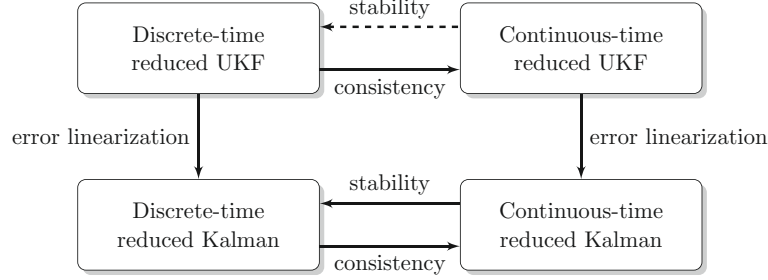 stability
Discrete-time
reduced UKF
Continuous-time
reduced UKF
consistency
error linearization
error linearization
stability
Discrete-time
reduced Kalman
Continuous-time
reduced Kalman
consistency